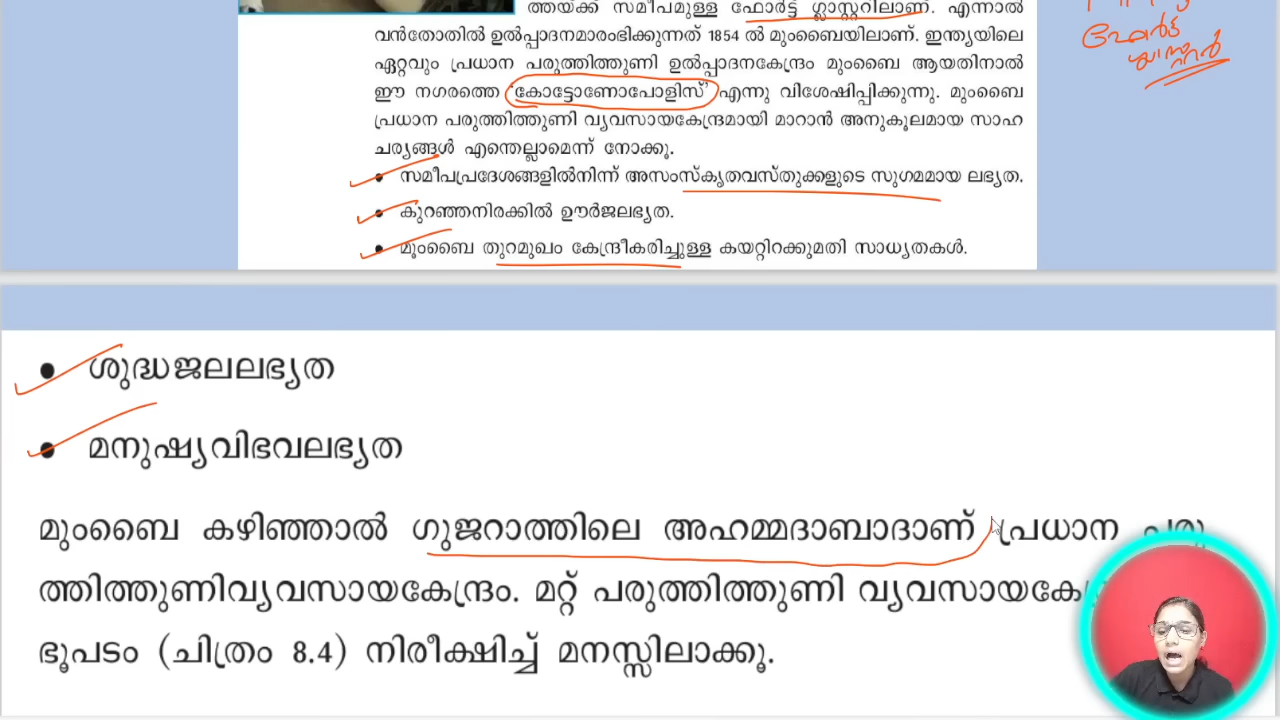 ത്തയ്ക്ക് സമീപമുള്ള ഫോർട്ട് ഗ്ലാസ്റ്ററിലാണ്. എന്നാൽ
വൻതോതിൽ ഉൽപ്പാദനമാരംഭിക്കുന്നത് 1854 ൽ മുംബൈയിലാണ്. ഇന്ത്യയിലെ
ഏറ്റവും പ്രധാന പരുത്തിത്തുണി ഉൽപ്പാദനകേന്ദ്രം മുംബൈ ആയതിനാൽ
ഈ നഗരത്തെ 'കോട്ടോണോപോളിസ്' എന്നു വിശേഷിപ്പിക്കുന്നു. മുംബൈ
പ്രധാന പരുത്തിത്തുണി വ്യവസായകേന്ദ്രമായി മാറാൻ അനുകൂലമായ സാഹ
ചര്യങ്ങൾ എന്തെല്ലാമെന്ന് നോക്കൂ.
• സമീപപ്രദേശങ്ങളിൽനിന്ന് അസംസ്കൃതവസ്തുക്കളുടെ സുഗമമായ ലഭ്യത.
• കുറഞ്ഞനിരക്കിൽ ഊർജലഭ്യത.
• മുംബൈ തുറമുഖം കേന്ദ്രീകരിച്ചുള്ള കയറ്റിറക്കുമതി സാധ്യതകൾ.
• ശുദ്ധജലലഭ്യത
• മനുഷ്യവിഭവലഭ്യത
മുംബൈ കഴിഞ്ഞാൽ ഗുജറാത്തിലെ അഹമ്മദാബാദാണ് പ്രധാന പരു
ത്തിത്തുണിവ്യവസായകേന്ദ്രം. മറ്റ് പരുത്തിത്തുണി
ഭൂപടം (ചിത്രം 8.4) നിരീക്ഷിച്ച് മനസ്സിലാക്കൂ.
ഫോർട്ട്